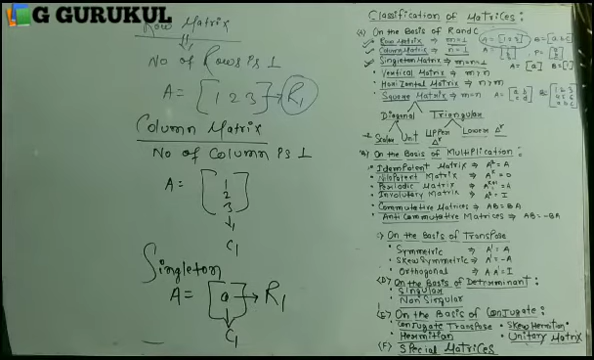 G GURUKUL
Row Matrix
No of Rows is 1
A = [1 2 3] → R1
Column Matrix
No of Column is 1
A = [1
2
3]
↓
C1
Singleton
A = [a] → R1
↓
C1
Classification of Matrices:
(A) On the Basis of R and C
Row Matrix ⇒ m=1 A = [1 2 3]
Column Matrix ⇒ n=1
Singleton Matrix ⇒ m=n=1 A = [a] B=[1]
Vertical Matrix ⇒ m>n
Horizontal Matrix ⇒ n>m
Square Matrix ⇒ m=n
Diagonal Triangular
Scalar Unit Upper Δr Lower Δr
On the Basis of Multiplication:
Idempotent Matrix ⇒ A²=A
Nilpotent Matrix ⇒
Periodic Matrix ⇒
Involutory Matrix ⇒ A²=I
Commutative Matrices ⇒ AB=BA
Anti Commutative Matrices ⇒ AB=-BA
On the Basis of Transpose
Symmetric ⇒ A'=A
Skew Symmetric ⇒ A'=-A
Orthogonal ⇒ A A'=I
(D) On the Basis of Determinant:
Singular
Non Singular
(E) On the Basis of Conjugate:
Conjugate Transpose • Skew Hermitian
Hermitian • Unitary Matrix
(F) Special Matrices